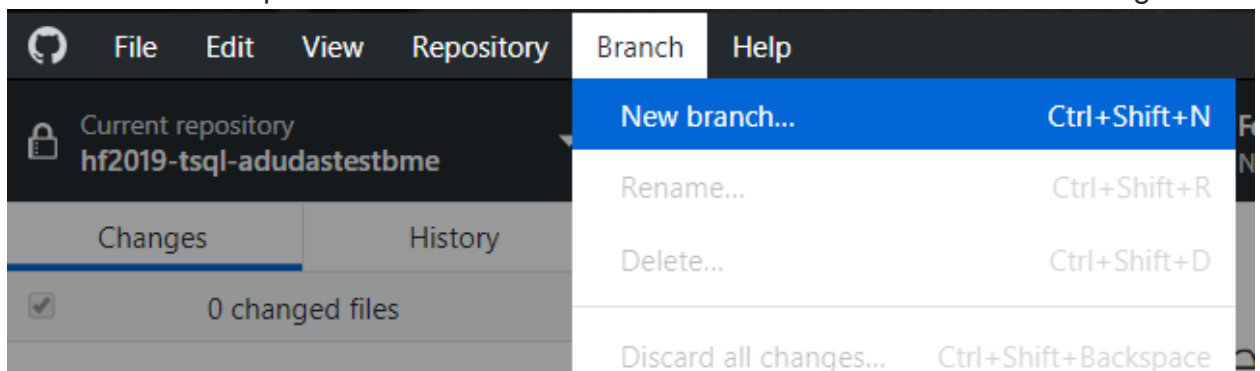 File Edit View Repository Branch Help
Current repository
hf2019-tsql-adudastestbme
New branch... Ctrl+Shift+N
Rename... Ctrl+Shift+R
Changes History
Delete... Ctrl+Shift+D
0 changed files
Discard all changes... Ctrl+Shift+Backspace